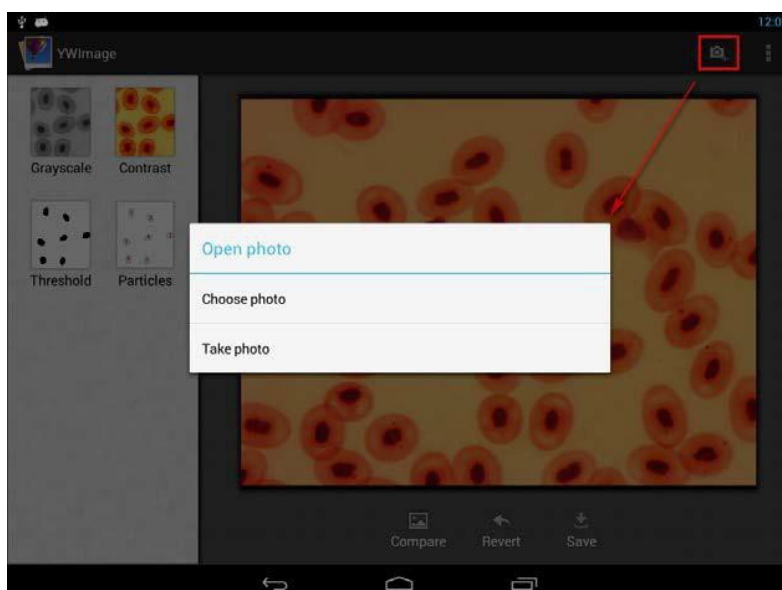 12:0
YWImage
Grayscale
Contrast
Threshold
Particles
Open photo
Choose photo
Take photo
Compare
Revert
Save